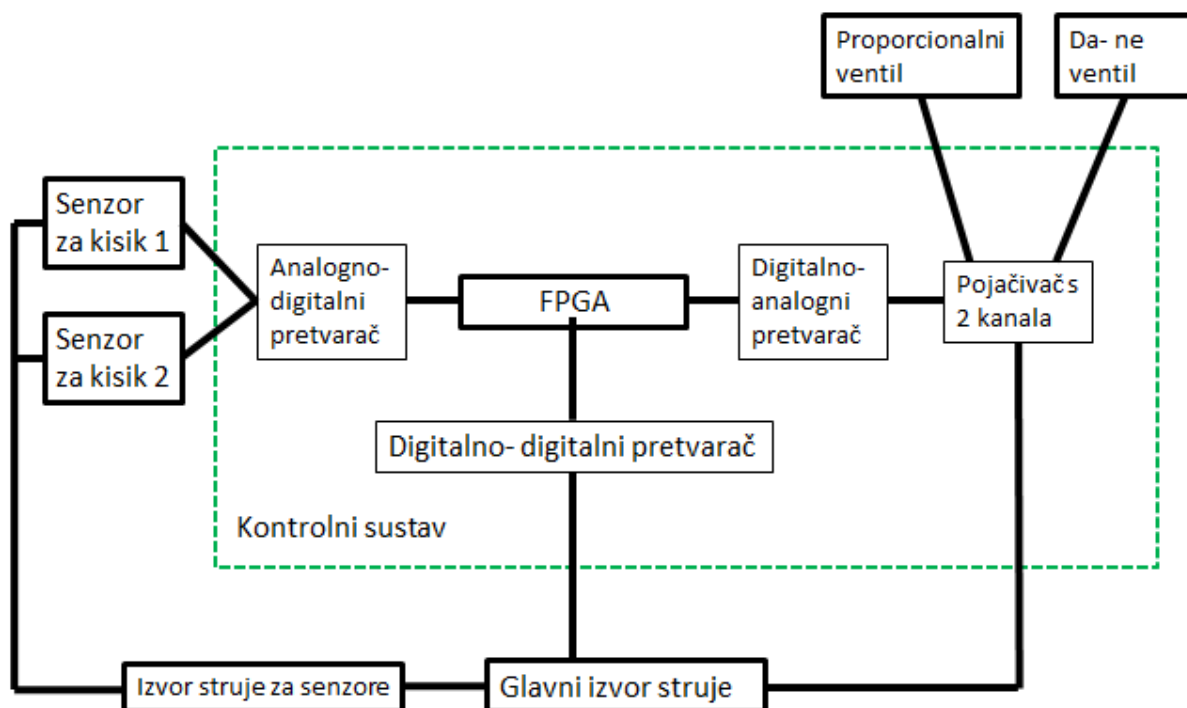 Proporcionalni
ventil
Da- ne
ventil
Senzor
za kisik 1
Senzor
za kisik 2
Analogno-
digitalni
pretvarač
FPGA
Digitalno-
analogni
pretvarač
Pojačivač s
2 kanala
Digitalno- digitalni pretvarač
Kontrolni sustav
Izvor struje za senzore
Glavni izvor struje